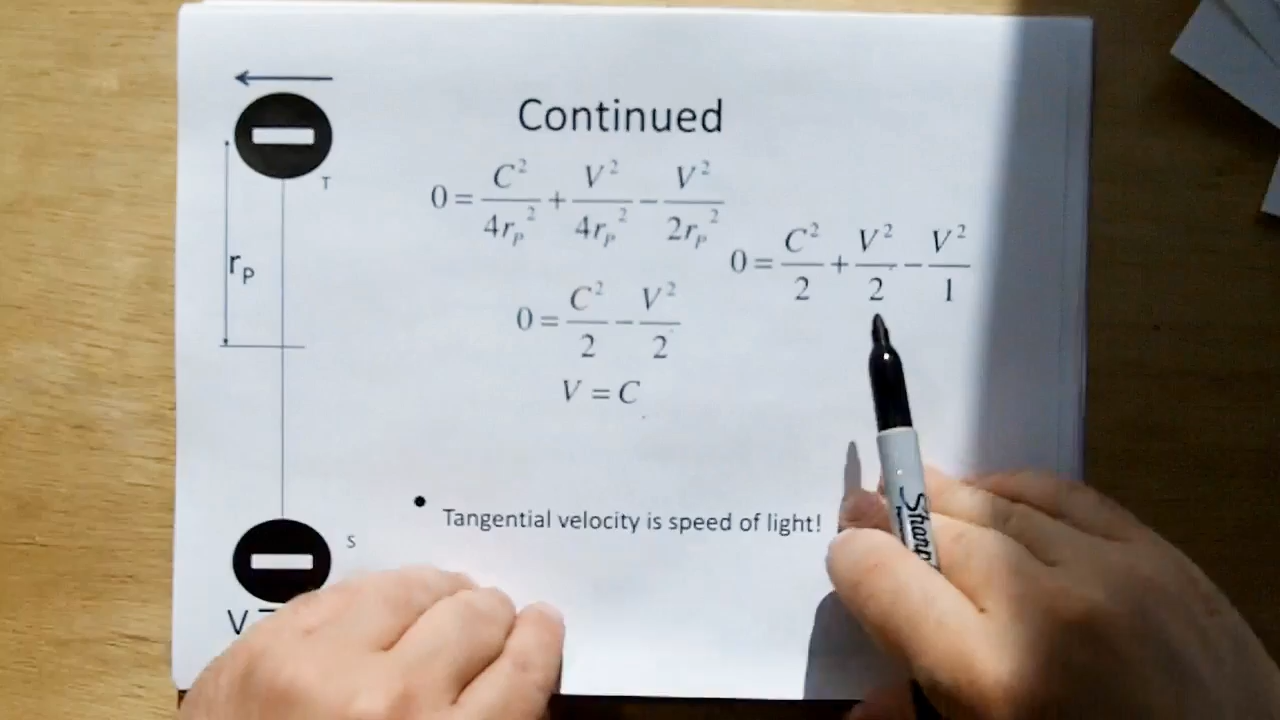 Continued
T
0 = C²/4r_p² + V²/4r_p² − V²/2r_p²
0 = C²/2 + V²/2 − V²/1
r_P
0 = C²/2 − V²/2
V = C
• Tangential velocity is speed of light!
S
V
Sharp